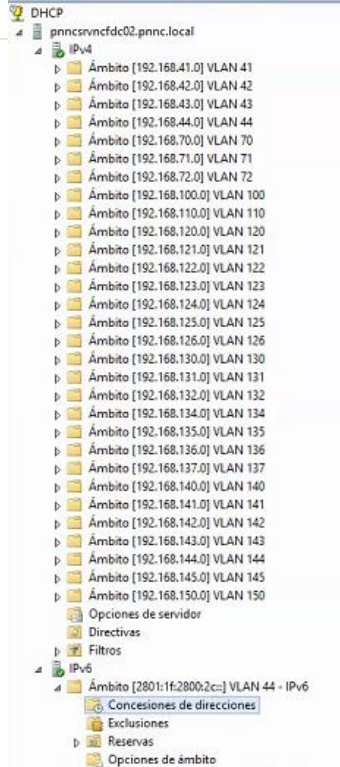 DHCP
pnncsrvncfdc02.pnnc.local
IPv4
Ámbito [192.168.41.0] VLAN 41
Ámbito [192.168.42.0] VLAN 42
Ámbito [192.168.43.0] VLAN 43
Ámbito [192.168.44.0] VLAN 44
Ámbito [192.168.70.0] VLAN 70
Ámbito [192.168.71.0] VLAN 71
Ámbito [192.168.72.0] VLAN 72
Ámbito [192.168.100.0] VLAN 100
Ámbito [192.168.110.0] VLAN 110
Ámbito [192.168.120.0] VLAN 120
Ámbito [192.168.121.0] VLAN 121
Ámbito [192.168.122.0] VLAN 122
Ámbito [192.168.123.0] VLAN 123
Ámbito [192.168.124.0] VLAN 124
Ámbito [192.168.125.0] VLAN 125
Ámbito [192.168.126.0] VLAN 126
Ámbito [192.168.130.0] VLAN 130
Ámbito [192.168.131.0] VLAN 131
Ámbito [192.168.132.0] VLAN 132
Ámbito [192.168.134.0] VLAN 134
Ámbito [192.168.135.0] VLAN 135
Ámbito [192.168.136.0] VLAN 136
Ámbito [192.168.137.0] VLAN 137
Ámbito [192.168.140.0] VLAN 140
Ámbito [192.168.141.0] VLAN 141
Ámbito [192.168.142.0] VLAN 142
Ámbito [192.168.143.0] VLAN 143
Ámbito [192.168.144.0] VLAN 144
Ámbito [192.168.145.0] VLAN 145
Ámbito [192.168.150.0] VLAN 150
Opciones de servidor
Directivas
Filtros
IPv6
Ámbito [2801:1f:2800:2c::] VLAN 44 - IPv6
Concesiones de direcciones
Exclusiones
Reservas
Opciones de ámbito